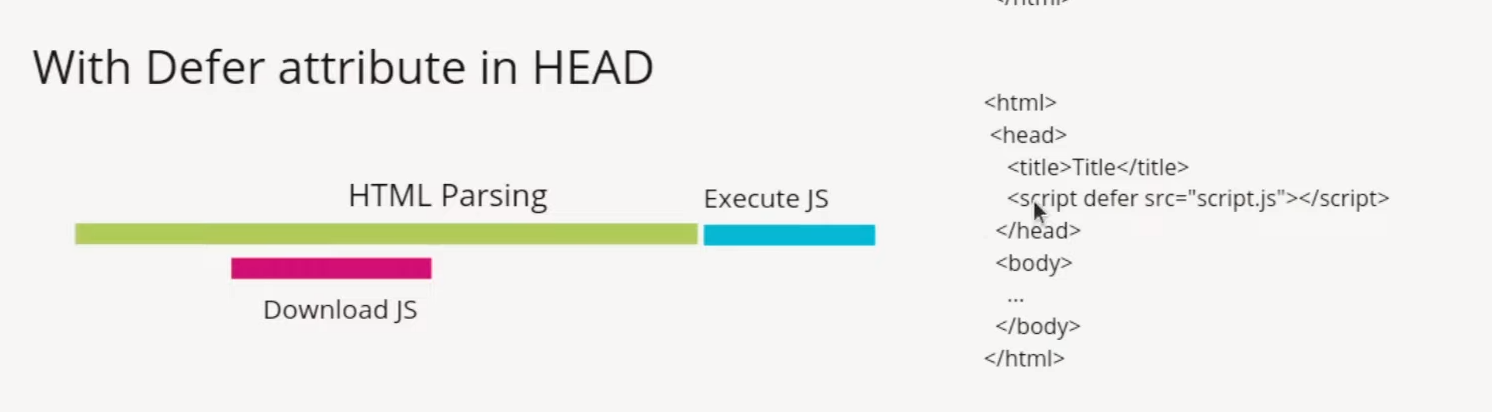 </html>
With Defer attribute in HEAD
HTML Parsing
Execute JS
Download JS
<html>
<head>
<title>Title</title>
<script defer src="script.js"></script>
</head>
<body>
...
</body>
</html>